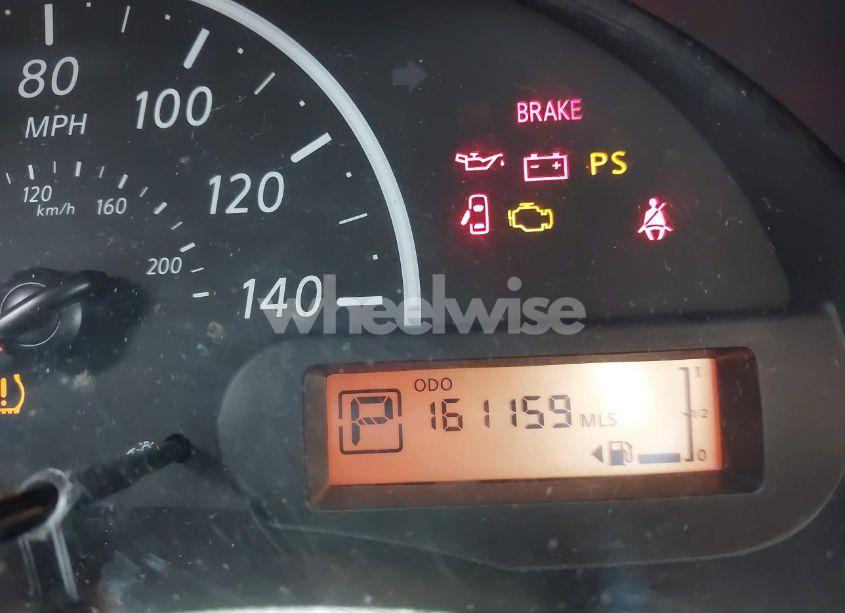 80
MPH
100
120
km/h
160
120
200
140
BRAKE
PS
wheelwise
ODO
P 161159 MLS
1
1/2
0